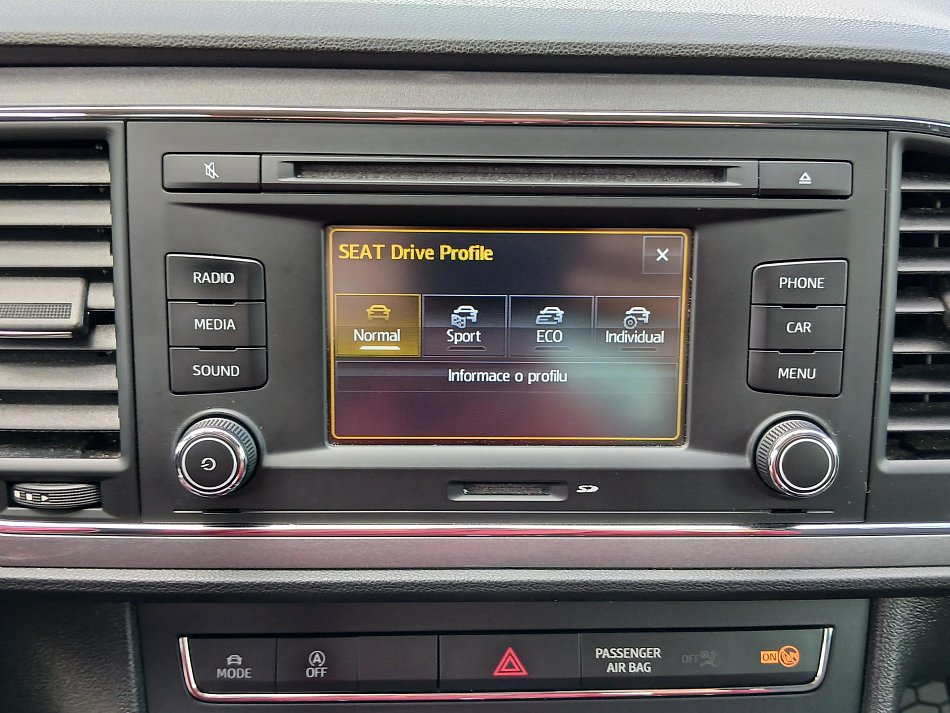 SEAT Drive Profile
RADIO
MEDIA
SOUND
Normal
Sport
ECO
Individual
Informace o profilu
PHONE
CAR
MENU
SD
MODE
A
OFF
PASSENGER
AIR BAG
OFF
ON